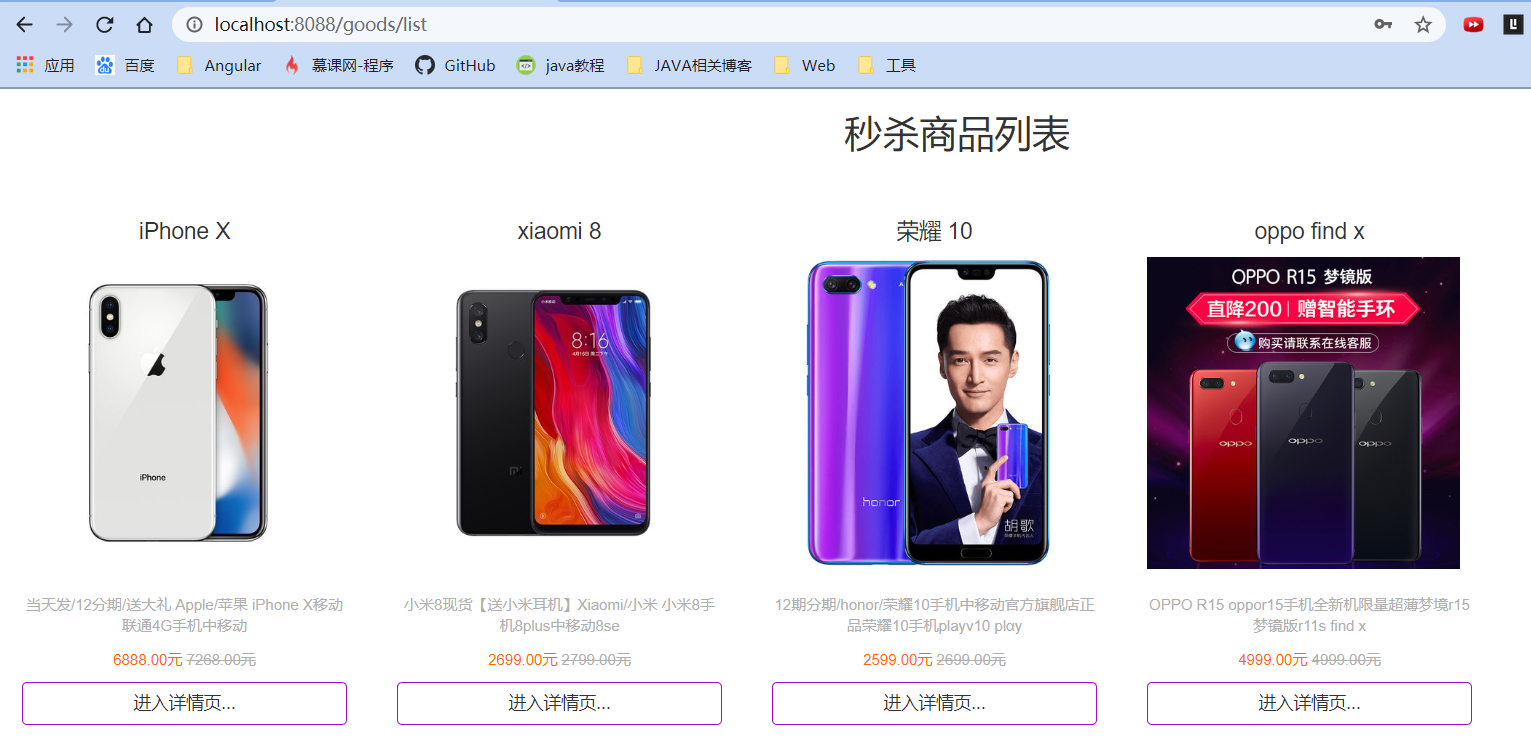 localhost:8088/goods/list
应用 百度 Angular 慕课网-程序 GitHub java教程 JAVA相关博客 Web 工具
秒杀商品列表
iPhone X
xiaomi 8
荣耀 10
oppo find x
iPhone
小米手机
8:16
4月16日 周二下午
honor
胡歌
OPPO R15 梦镜版
直降200 | 赠智能手环
购买请联系在线客服
oppo
oppo
oppo
当天发/12分期/送大礼 Apple/苹果 iPhone X移动
联通4G手机中移动
6888.00元 7268.00元
进入详情页...
小米8现货【送小米耳机】Xiaomi/小米 小米8手
机8plus中移动8se
2699.00元 2799.00元
进入详情页...
12期分期/honor/荣耀10手机中移动官方旗舰店正
品荣耀10手机playv10 plαy
2599.00元 2699.00元
进入详情页...
OPPO R15 oppor15手机全新机限量超薄梦境r15
梦镜版r11s find x
4999.00元 4999.00元
进入详情页...